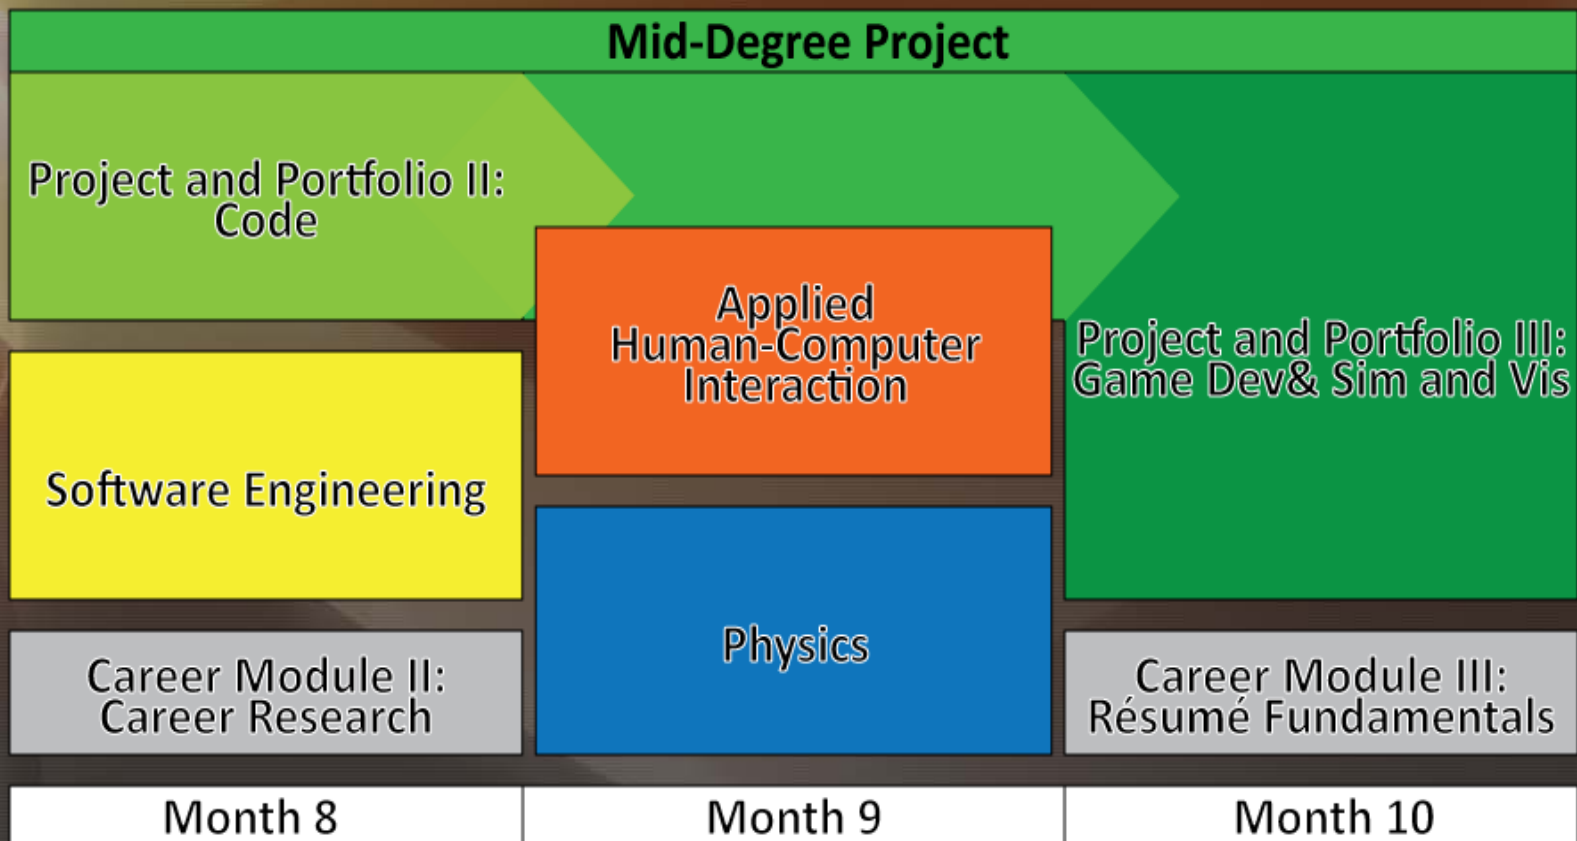 Mid-Degree Project
Project and Portfolio II:
Code
Applied
Human-Computer
Interaction
Project and Portfolio III:
Game Dev& Sim and Vis
Software Engineering
Physics
Career Module II:
Career Research
Career Module III:
Résumé Fundamentals
Month 8
Month 9
Month 10